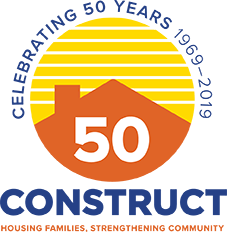 CELEBRATING 50 YEARS 1969–2019
50
CONSTRUCT
HOUSING FAMILIES, STRENGTHENING COMMUNITY